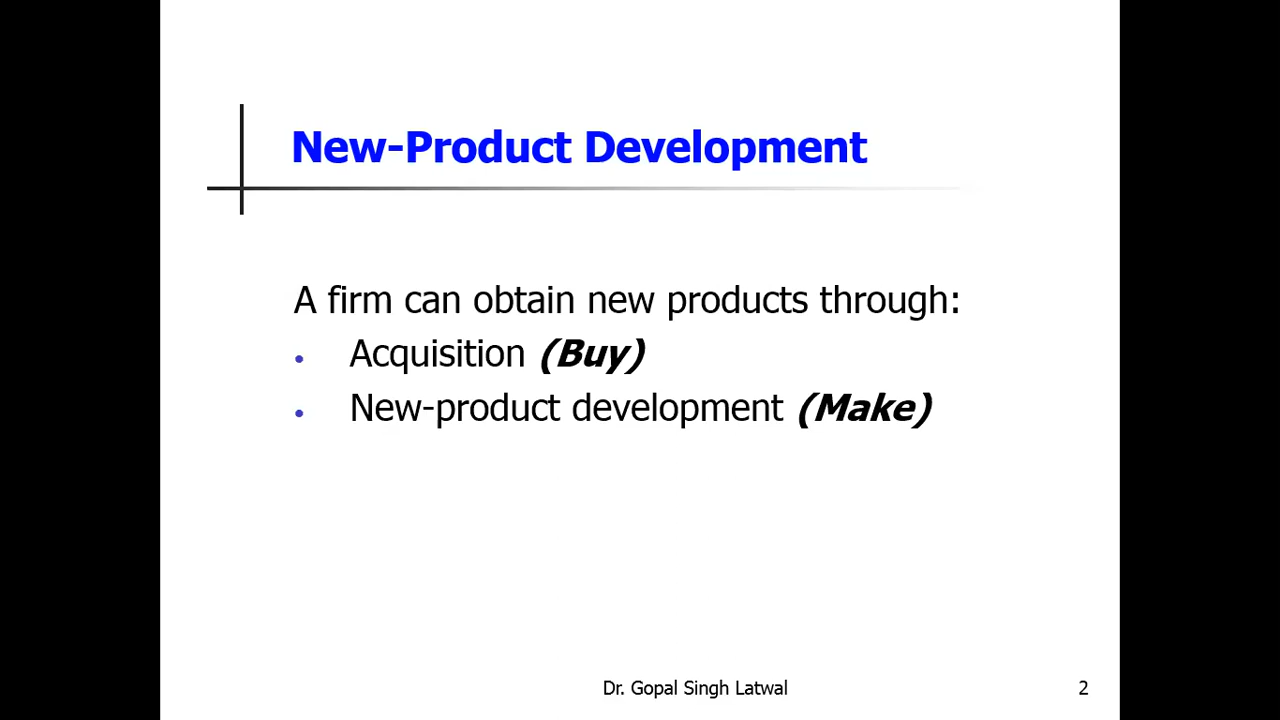 New-Product Development
A firm can obtain new products through:
• Acquisition (Buy)
• New-product development (Make)
Dr. Gopal Singh Latwal
2